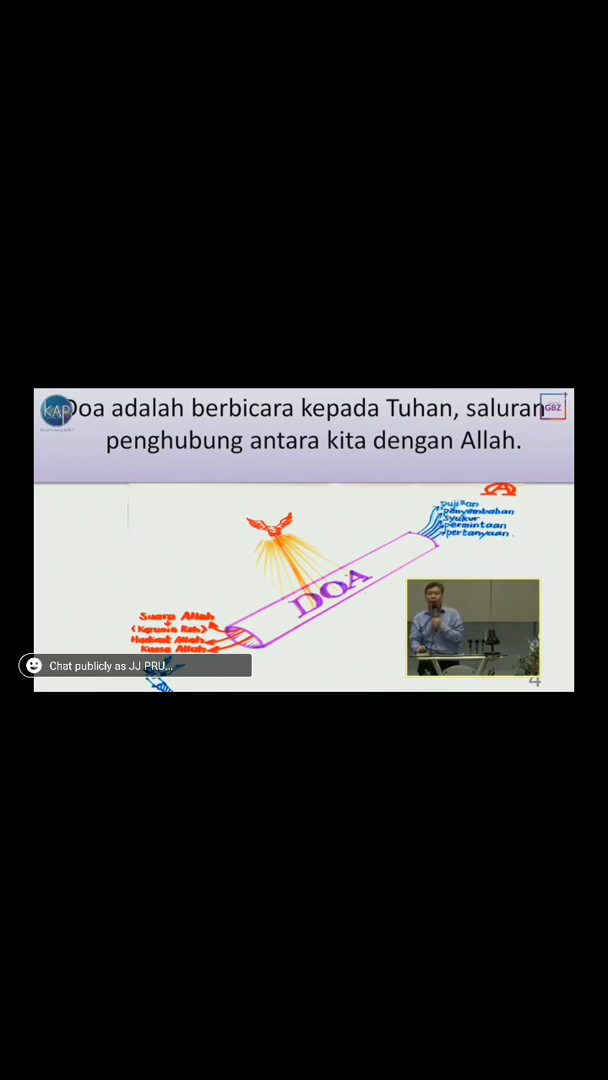 KAP
Doa adalah berbicara kepada Tuhan, saluran
penghubung antara kita dengan Allah.
GBZ
pujian
penyembahan
syukur
permintaan
pertanyaan.
DOA
Suara Allah
(Karunia Roh)
Hadirat Allah
Kuasa Allah
Chat publicly as JJ PRU...
4